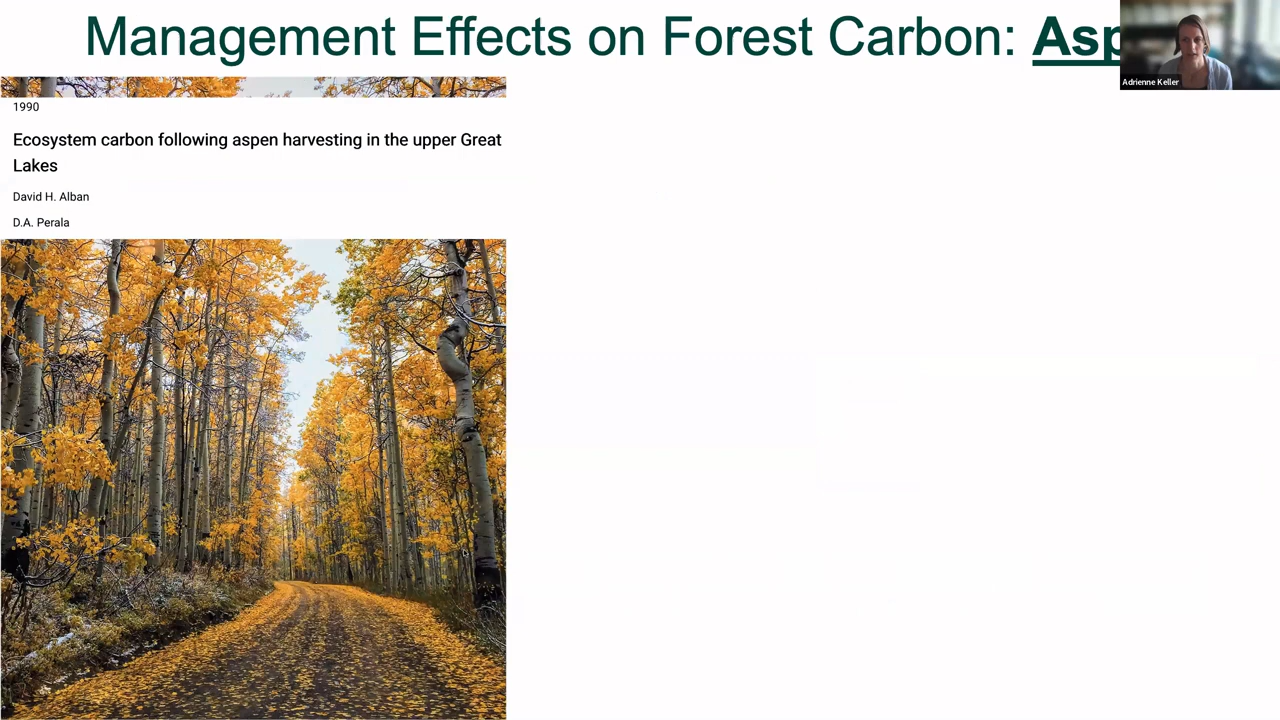 Management Effects on Forest Carbon: Asp
Adrienne Keller
1990
Ecosystem carbon following aspen harvesting in the upper Great
Lakes
David H. Alban
D.A. Perala